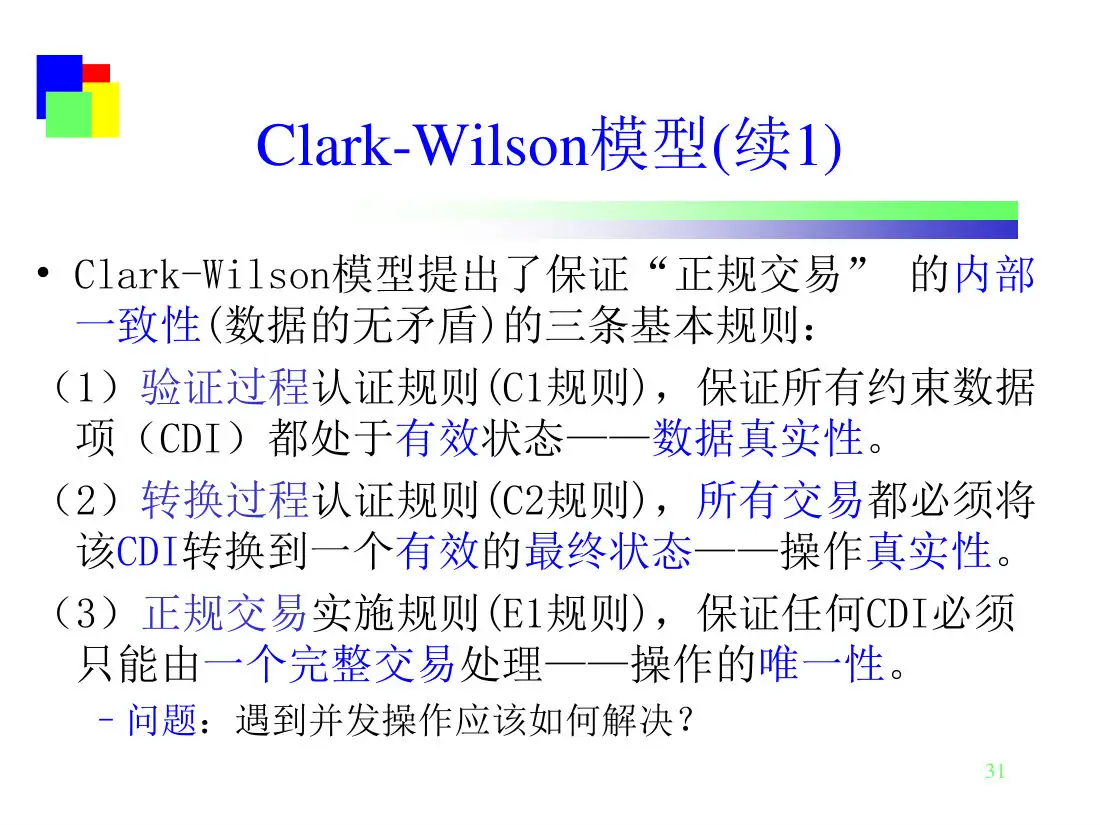 Clark-Wilson模型(续1)
• Clark-Wilson模型提出了保证“正规交易” 的内部
一致性(数据的无矛盾)的三条基本规则：
（1）验证过程认证规则(C1规则)，保证所有约束数据
项（CDI）都处于有效状态——数据真实性。
（2）转换过程认证规则(C2规则)，所有交易都必须将
该CDI转换到一个有效的最终状态——操作真实性。
（3）正规交易实施规则(E1规则)，保证任何CDI必须
只能由一个完整交易处理——操作的唯一性。
– 问题：遇到并发操作应该如何解决？
31